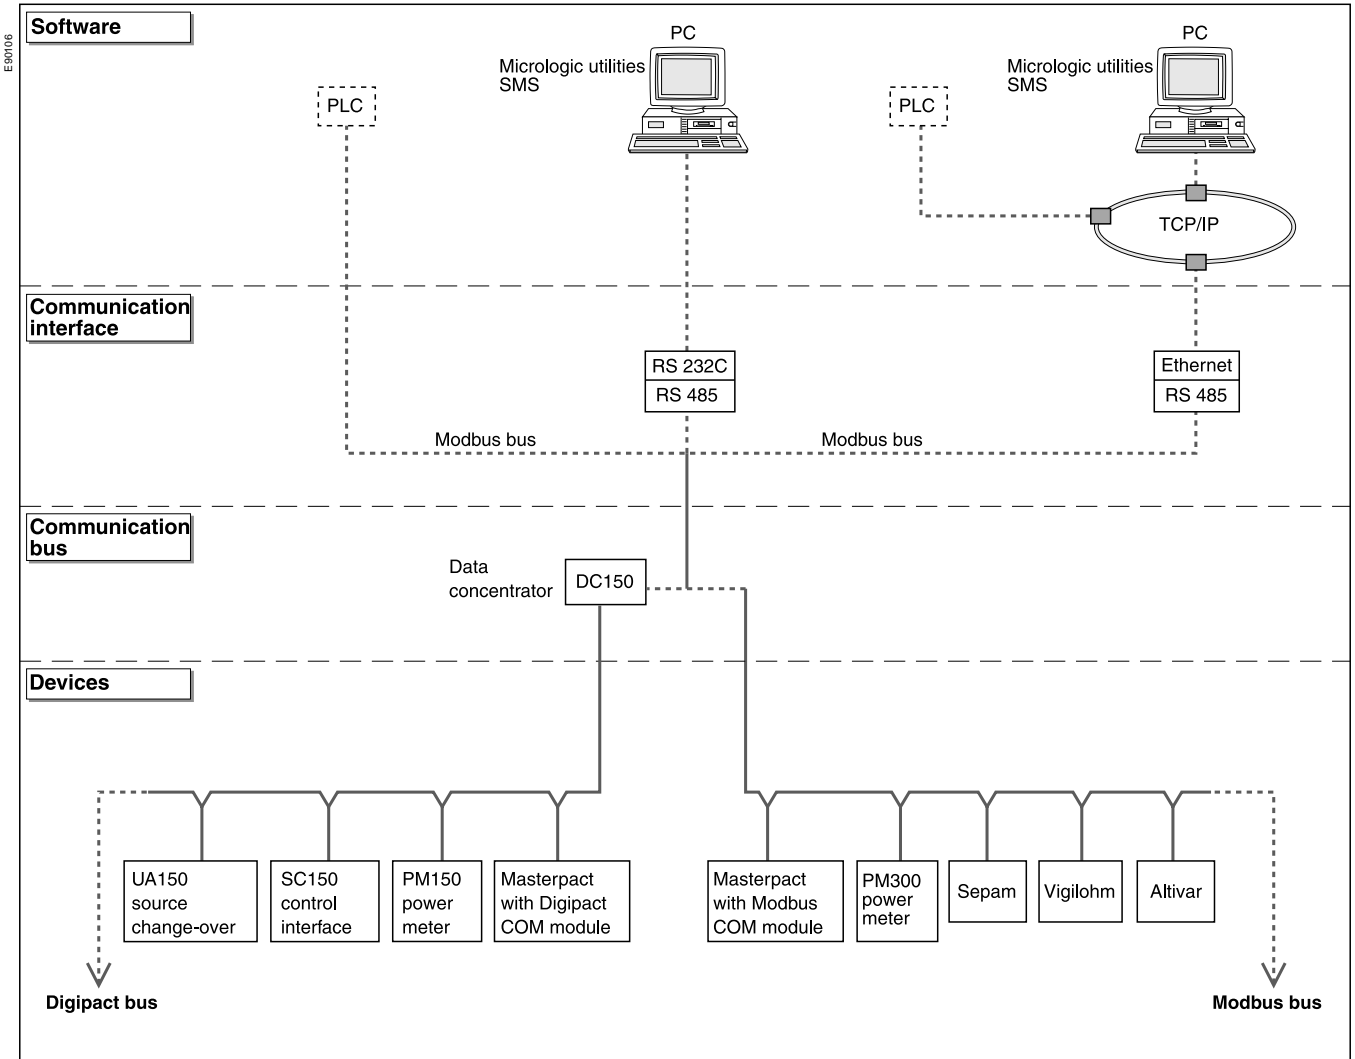 E90106
Software
PC
PC
Micrologic utilities
SMS
Micrologic utilities
SMS
PLC
PLC
TCP/IP
Communication
interface
RS 232C
RS 485
Ethernet
RS 485
Modbus bus
Modbus bus
Communication
bus
Data
concentrator
DC150
Devices
UA150
source
change-over
SC150
control
interface
PM150
power
meter
Masterpact
with Digipact
COM module
Masterpact
with Modbus
COM module
PM300
power
meter
Sepam
Vigilohm
Altivar
Digipact bus
Modbus bus